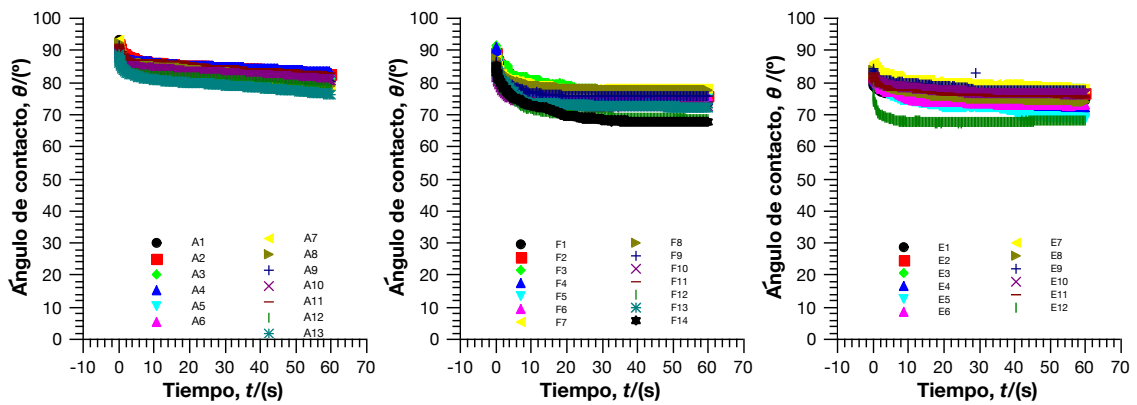 100
90
80
70
60
50
40
30
20
10
0
-10 0 10 20 30 40 50 60 70
Ángulo de contacto, θ/(º)
Tiempo, t/(s)
A1
A2
A3
A4
A5
A6
A7
A8
A9
A10
A11
A12
A13
100
90
80
70
60
50
40
30
20
10
0
-10 0 10 20 30 40 50 60 70
Ángulo de contacto, θ/(º)
Tiempo, t/(s)
F1
F2
F3
F4
F5
F6
F7
F8
F9
F10
F11
F12
F13
F14
100
90
80
70
60
50
40
30
20
10
0
-10 0 10 20 30 40 50 60 70
Ángulo de contacto, θ /(º)
Tiempo, t/(s)
E1
E2
E3
E4
E5
E6
E7
E8
E9
E10
E11
E12